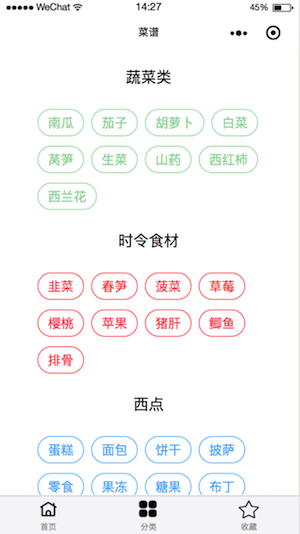 ●●●●● WeChat 14:27 45%
菜谱
蔬菜类
南瓜 茄子 胡萝卜 白菜
莴笋 生菜 山药 西红柿
西兰花
时令食材
韭菜 春笋 菠菜 草莓
樱桃 苹果 猪肝 鲫鱼
排骨
西点
蛋糕 面包 饼干 披萨
零食 果冻 糖果 布丁
首页 分类 收藏